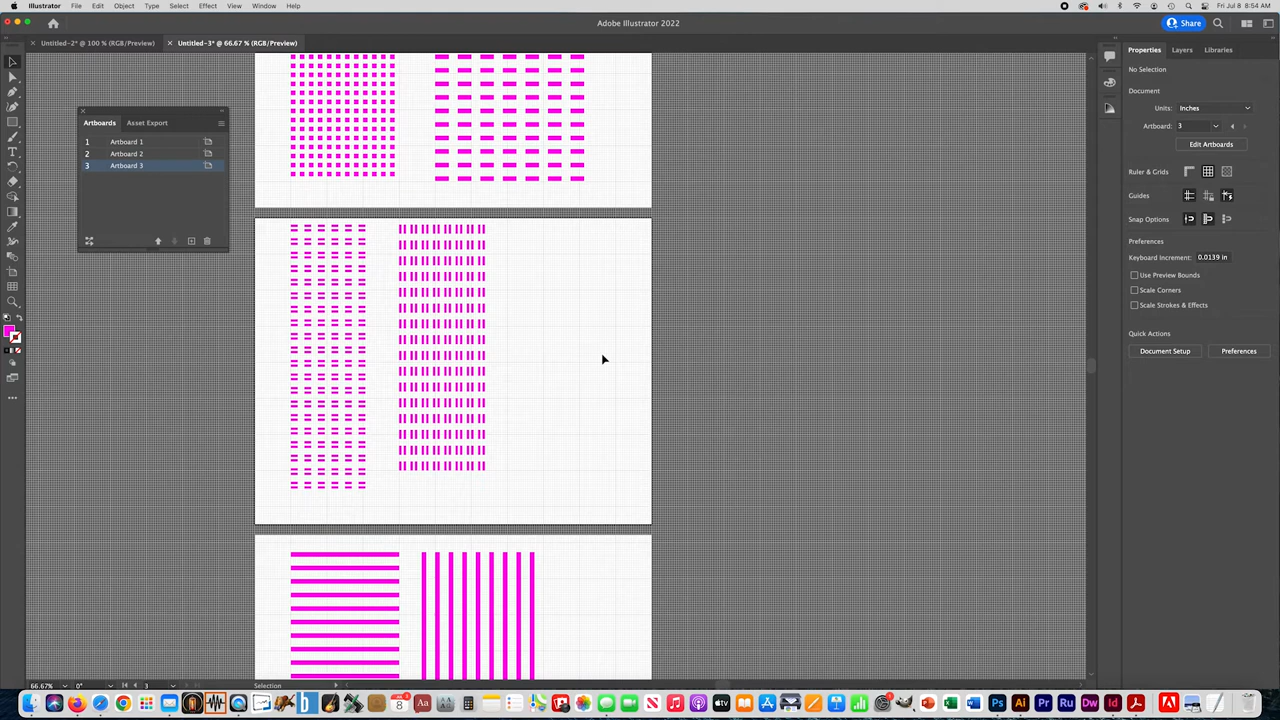 Illustrator File Edit Object Type Select Effect View Window Help
Fri Jul 8 8:54 AM
Adobe Illustrator 2022
Share
Untitled-2* @ 100 % (RGB/Preview)
Untitled-3* @ 66.67 % (RGB/Preview)
Properties Layers Libraries
No Selection
Document
Units: Inches
Artboard: 3
Edit Artboards
Ruler & Grids
Guides
Snap Options
Preferences
Keyboard Increment: 0.0139 in
Use Preview Bounds
Scale Corners
Scale Strokes & Effects
Quick Actions
Document Setup Preferences
Artboards Asset Export
1 Artboard 1
2 Artboard 2
3 Artboard 3
66.67% 0° 3 Selection